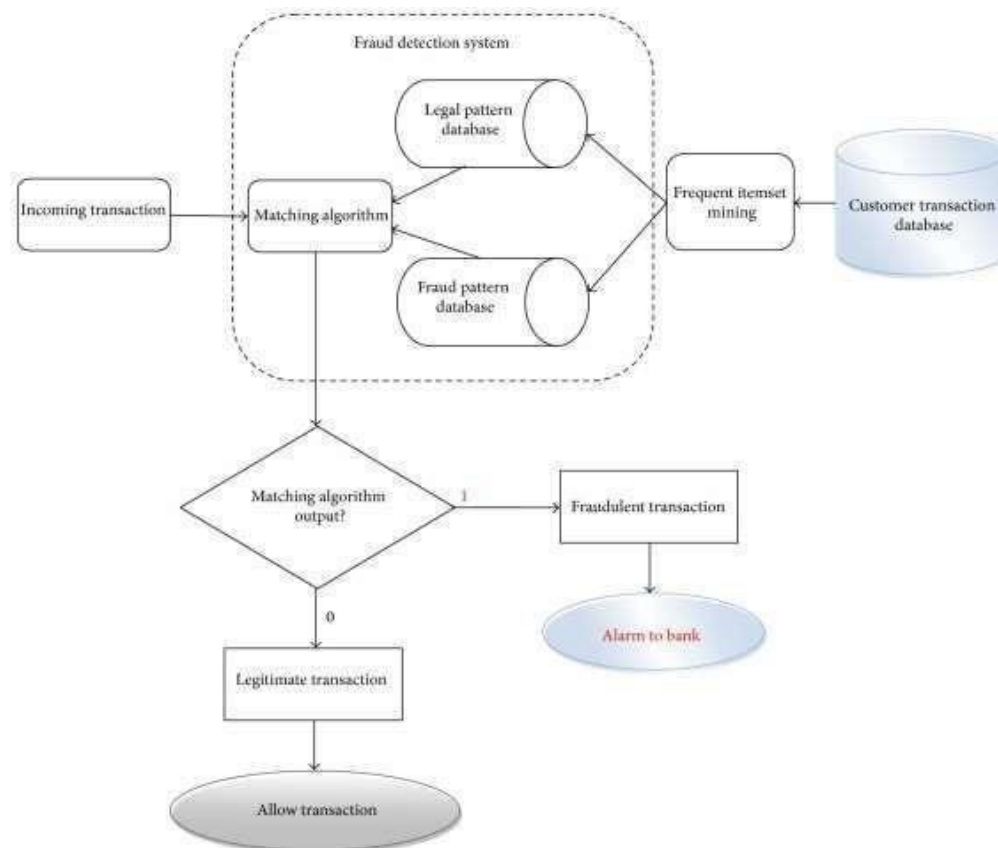 Fraud detection system
Legal pattern
database
Incoming transaction
Matching algorithm
Frequent itemset
mining
Customer transaction
database
Fraud pattern
database
Matching algorithm
output?
1
Fraudulent transaction
0
Alarm to bank
Legitimate transaction
Allow transaction